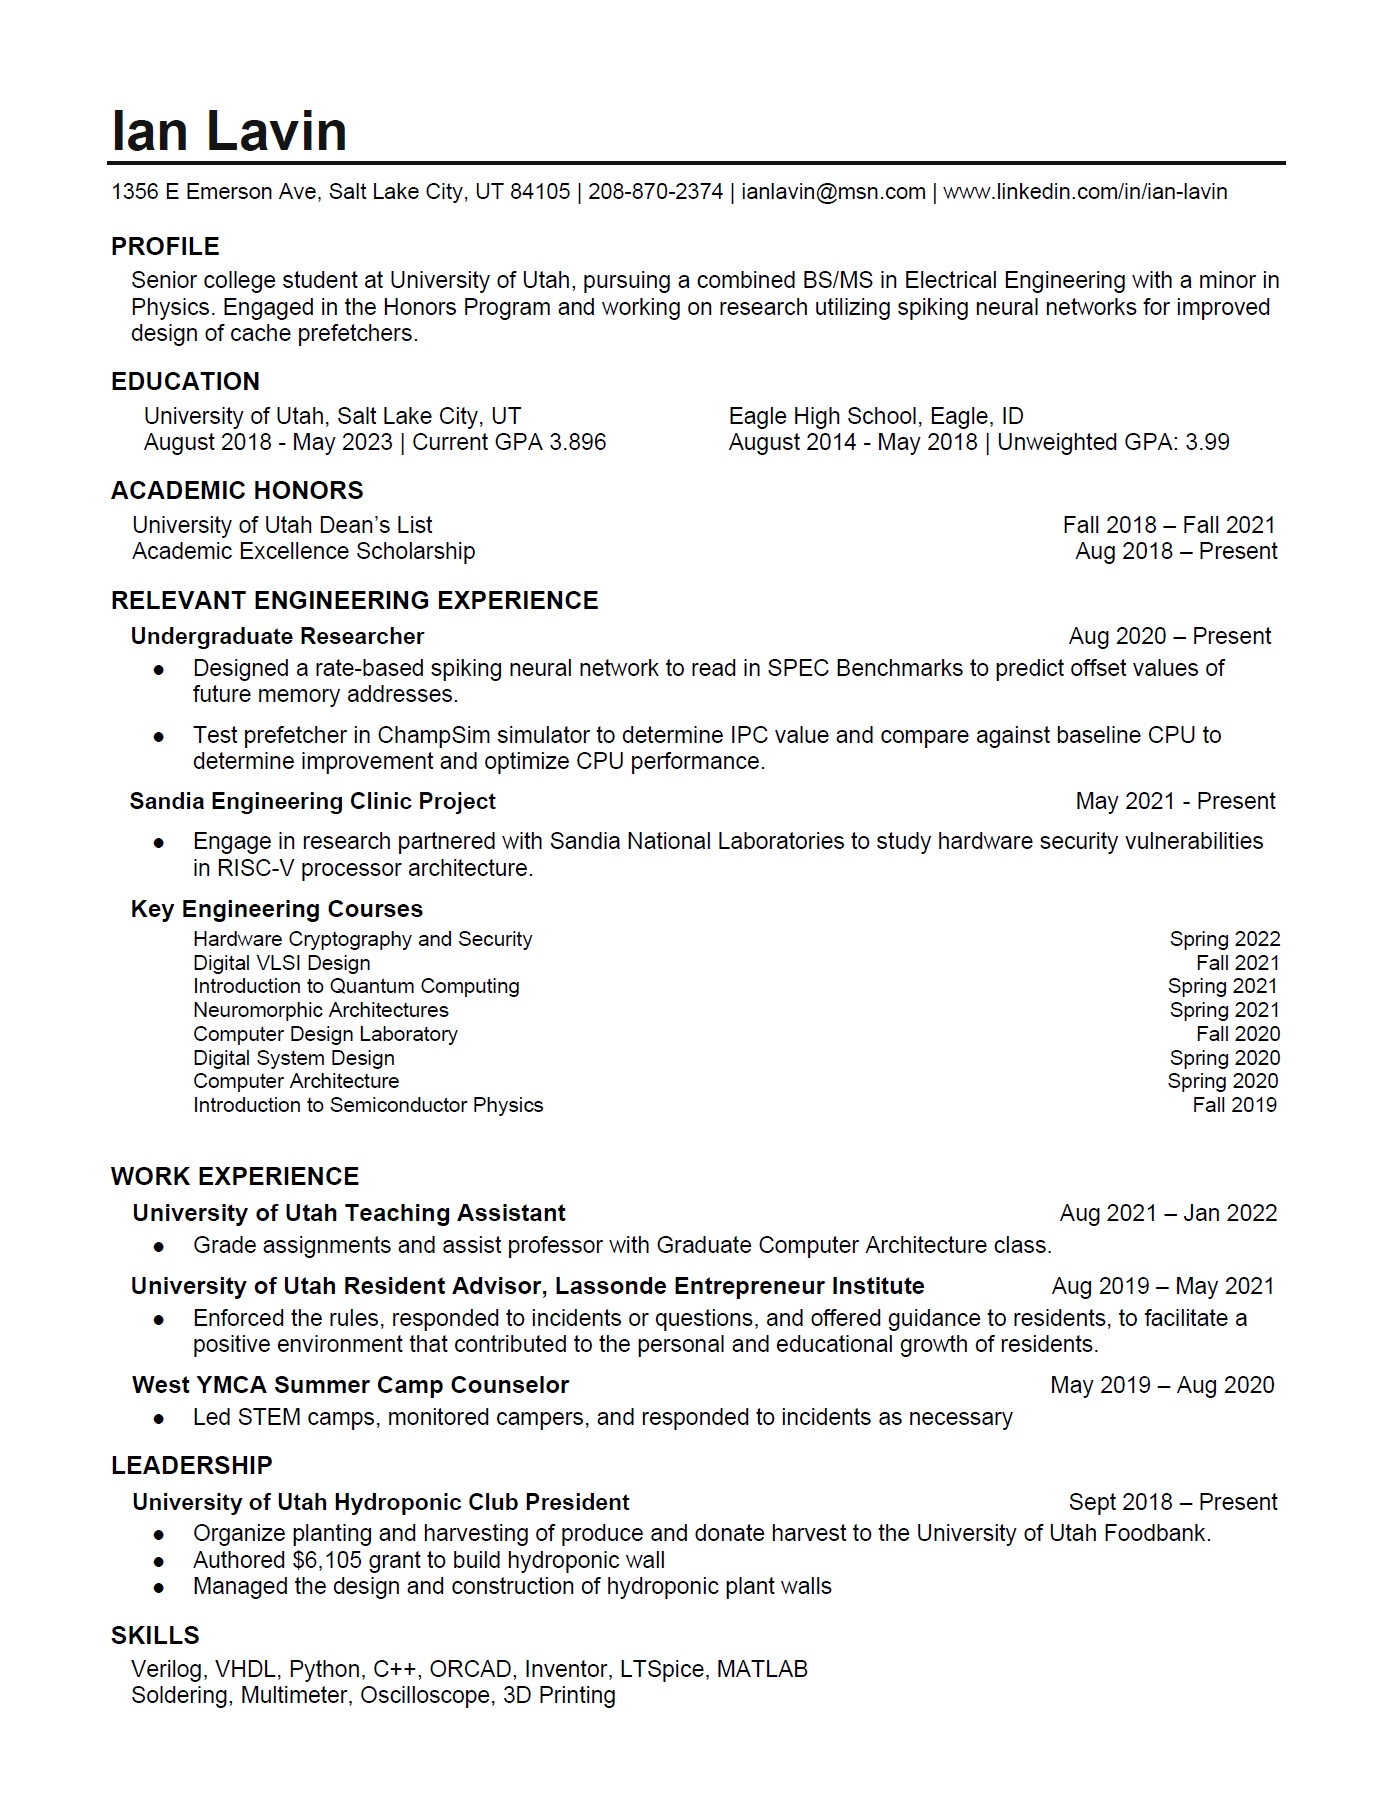 Ian Lavin
1356 E Emerson Ave, Salt Lake City, UT 84105 | 208-870-2374 | ianlavin@msn.com | www.linkedin.com/in/ian-lavin
PROFILE
Senior college student at University of Utah, pursuing a combined BS/MS in Electrical Engineering with a minor in
Physics. Engaged in the Honors Program and working on research utilizing spiking neural networks for improved
design of cache prefetchers.
EDUCATION
University of Utah, Salt Lake City, UT Eagle High School, Eagle, ID
August 2018 - May 2023 | Current GPA 3.896 August 2014 - May 2018 | Unweighted GPA: 3.99
ACADEMIC HONORS
University of Utah Dean’s List Fall 2018 – Fall 2021
Academic Excellence Scholarship Aug 2018 – Present
RELEVANT ENGINEERING EXPERIENCE
Undergraduate Researcher Aug 2020 – Present
● Designed a rate-based spiking neural network to read in SPEC Benchmarks to predict offset values of
future memory addresses.
● Test prefetcher in ChampSim simulator to determine IPC value and compare against baseline CPU to
determine improvement and optimize CPU performance.
Sandia Engineering Clinic Project May 2021 - Present
● Engage in research partnered with Sandia National Laboratories to study hardware security vulnerabilities
in RISC-V processor architecture.
Key Engineering Courses
Hardware Cryptography and Security Spring 2022
Digital VLSI Design Fall 2021
Introduction to Quantum Computing Spring 2021
Neuromorphic Architectures Spring 2021
Computer Design Laboratory Fall 2020
Digital System Design Spring 2020
Computer Architecture Spring 2020
Introduction to Semiconductor Physics Fall 2019
WORK EXPERIENCE
University of Utah Teaching Assistant Aug 2021 – Jan 2022
● Grade assignments and assist professor with Graduate Computer Architecture class.
University of Utah Resident Advisor, Lassonde Entrepreneur Institute Aug 2019 – May 2021
● Enforced the rules, responded to incidents or questions, and offered guidance to residents, to facilitate a
positive environment that contributed to the personal and educational growth of residents.
West YMCA Summer Camp Counselor May 2019 – Aug 2020
● Led STEM camps, monitored campers, and responded to incidents as necessary
LEADERSHIP
University of Utah Hydroponic Club President Sept 2018 – Present
● Organize planting and harvesting of produce and donate harvest to the University of Utah Foodbank.
● Authored $6,105 grant to build hydroponic wall
● Managed the design and construction of hydroponic plant walls
SKILLS
Verilog, VHDL, Python, C++, ORCAD, Inventor, LTSpice, MATLAB
Soldering, Multimeter, Oscilloscope, 3D Printing